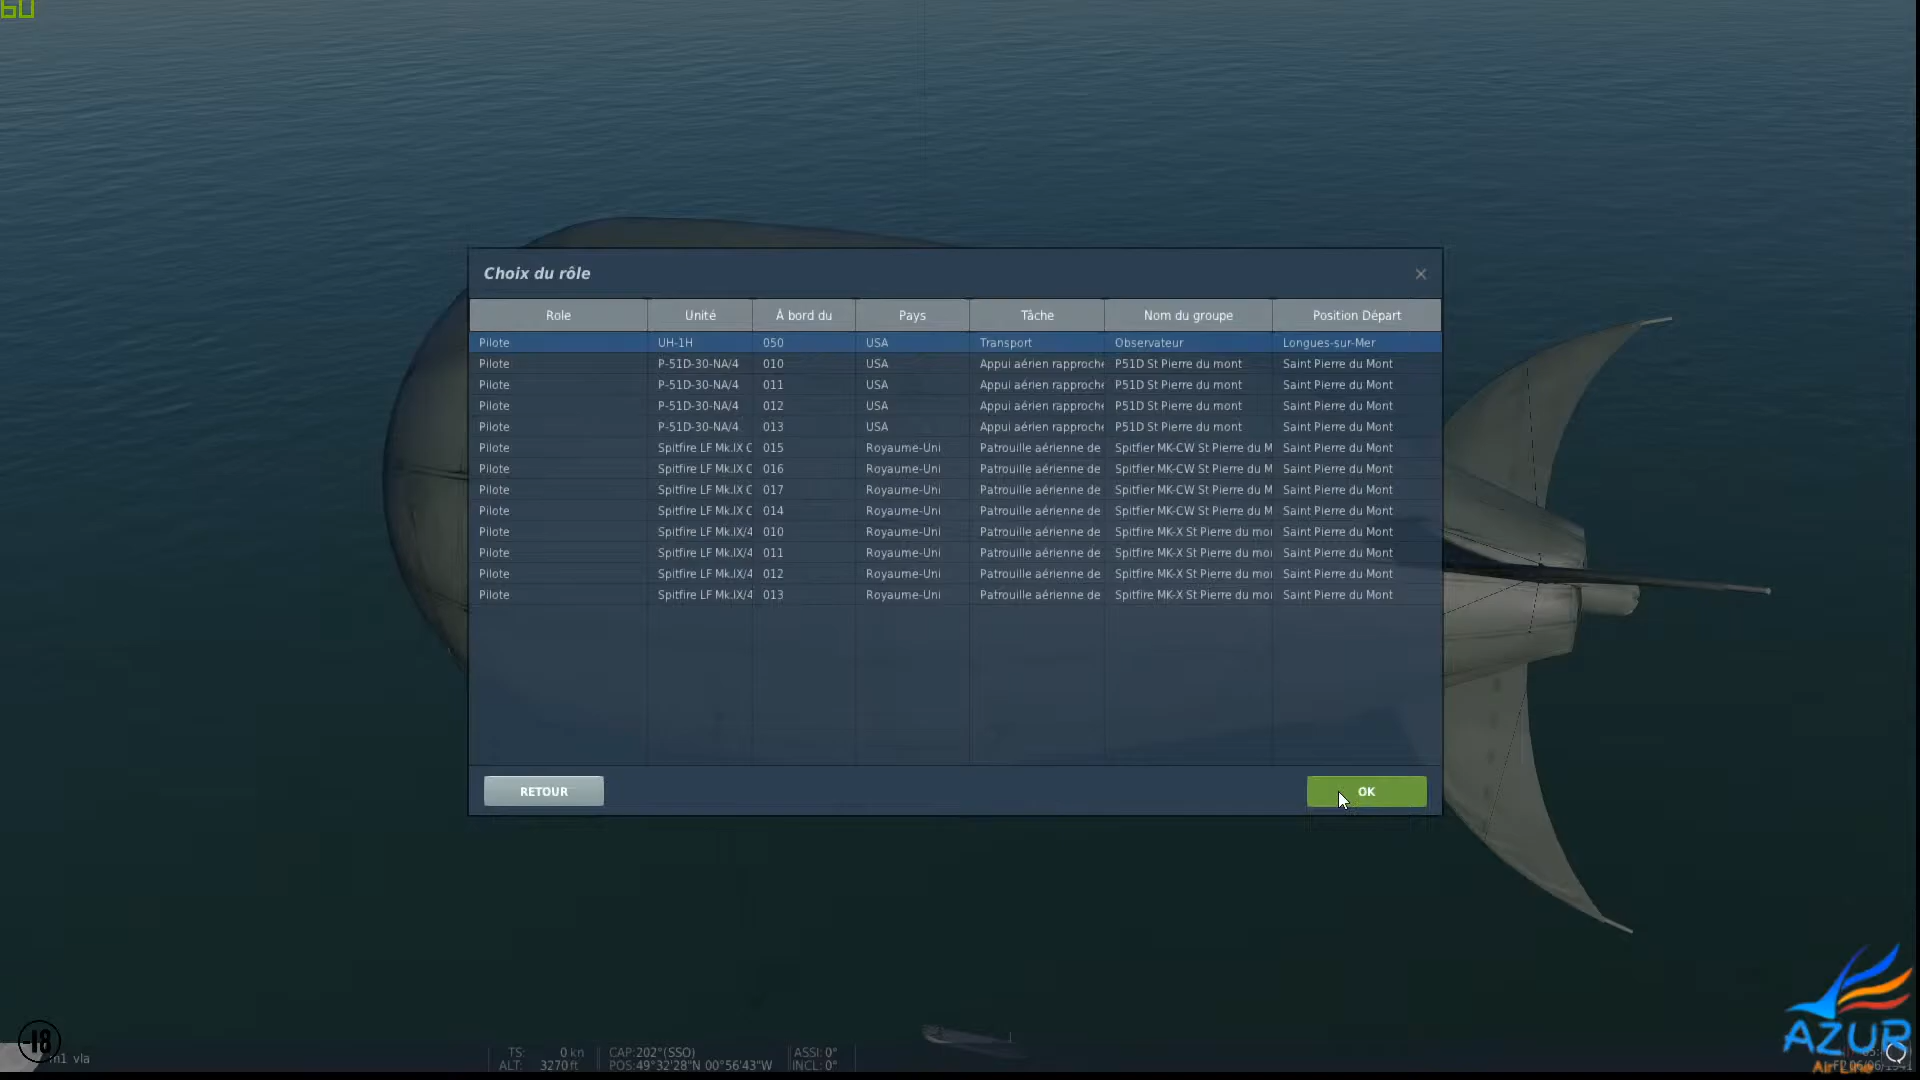 60
Choix du rôle
Role Unité À bord du Pays Tâche Nom du groupe Position Départ
Pilote UH-1H 050 USA Transport Observateur Longues-sur-Mer
Pilote P-51D-30-NA/4 010 USA Appui aérien rapproche P51D St Pierre du mont Saint Pierre du Mont
Pilote P-51D-30-NA/4 011 USA Appui aérien rapproche P51D St Pierre du mont Saint Pierre du Mont
Pilote P-51D-30-NA/4 012 USA Appui aérien rapproche P51D St Pierre du mont Saint Pierre du Mont
Pilote P-51D-30-NA/4 013 USA Appui aérien rapproche P51D St Pierre du mont Saint Pierre du Mont
Pilote Spitfire LF Mk.IX C 015 Royaume-Uni Patrouille aérienne de Spitfier MK-CW St Pierre du M Saint Pierre du Mont
Pilote Spitfire LF Mk.IX C 016 Royaume-Uni Patrouille aérienne de Spitfier MK-CW St Pierre du M Saint Pierre du Mont
Pilote Spitfire LF Mk.IX C 017 Royaume-Uni Patrouille aérienne de Spitfier MK-CW St Pierre du M Saint Pierre du Mont
Pilote Spitfire LF Mk.IX C 014 Royaume-Uni Patrouille aérienne de Spitfier MK-CW St Pierre du M Saint Pierre du Mont
Pilote Spitfire LF Mk.IX/4 010 Royaume-Uni Patrouille aérienne de Spitfire MK-X St Pierre du mor Saint Pierre du Mont
Pilote Spitfire LF Mk.IX/4 011 Royaume-Uni Patrouille aérienne de Spitfire MK-X St Pierre du mor Saint Pierre du Mont
Pilote Spitfire LF Mk.IX/4 012 Royaume-Uni Patrouille aérienne de Spitfire MK-X St Pierre du mor Saint Pierre du Mont
Pilote Spitfire LF Mk.IX/4 013 Royaume-Uni Patrouille aérienne de Spitfire MK-X St Pierre du mor Saint Pierre du Mont
RETOUR OK
-18
m1 vla
TS: 0 kn CAP:202°(SSO) ASSI: 0°
ALT: 3270 ft POS:49°32'28"N 00°56'43"W INCL: 0°
AZUR
Air Line